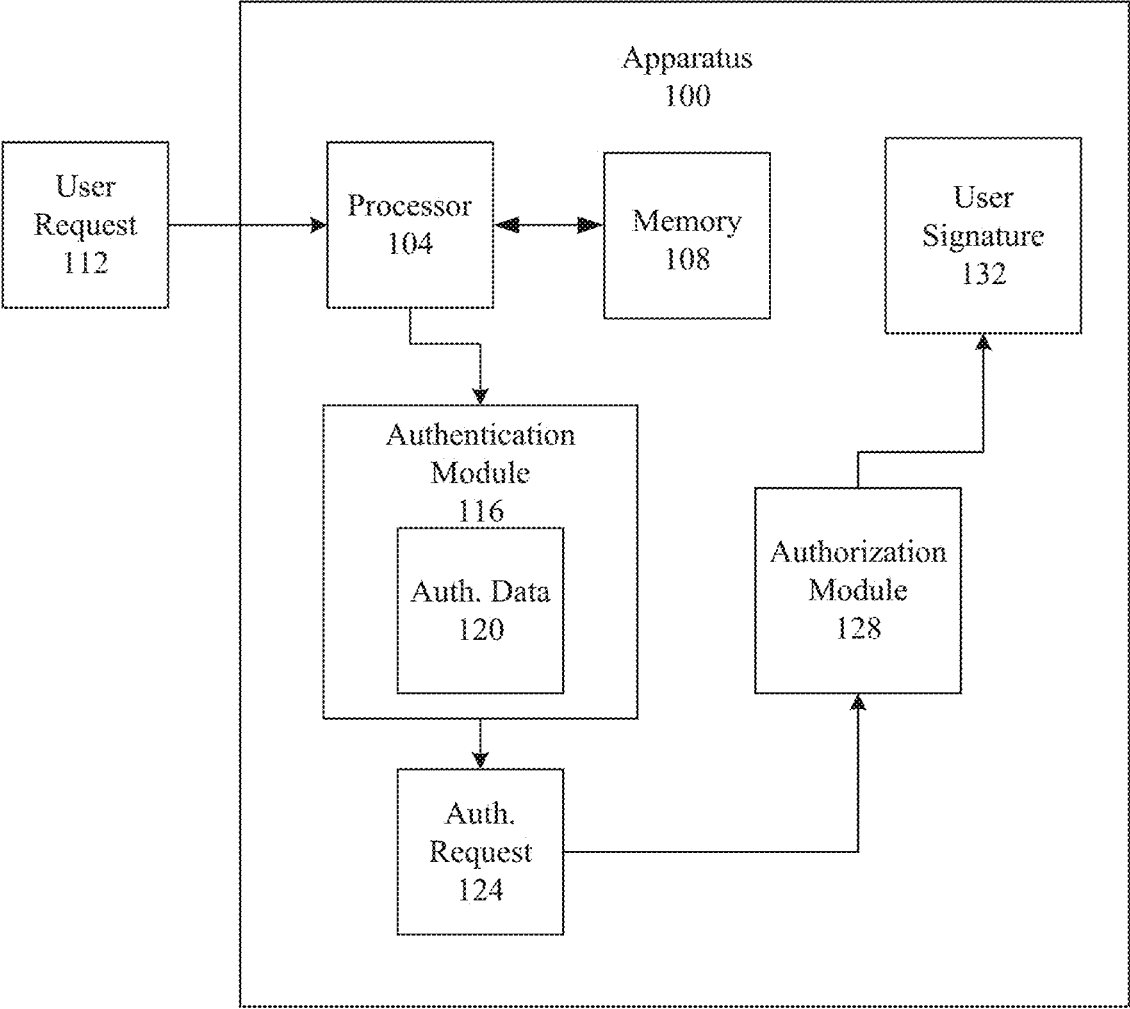 Apparatus
100
User
Request
112
Processor
104
Memory
108
User
Signature
132
Authentication
Module
116
Auth. Data
120
Authorization
Module
128
Auth.
Request
124